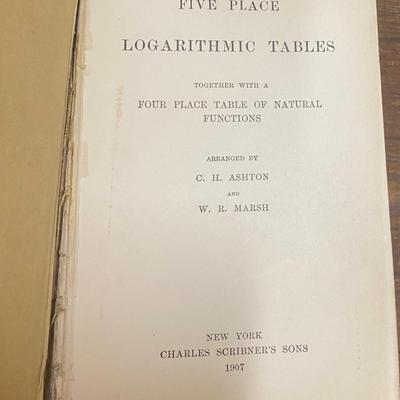 FIVE PLACE
LOGARITHMIC TABLES
TOGETHER WITH A
FOUR PLACE TABLE OF NATURAL
FUNCTIONS
ARRANGED BY
C. H. ASHTON
AND
W. R. MARSH
NEW YORK
CHARLES SCRIBNER'S SONS
1907